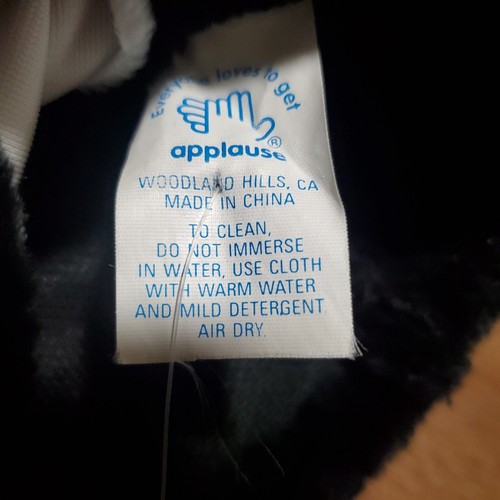 Everyone loves to get
applause®
WOODLAND HILLS, CA
MADE IN CHINA
TO CLEAN,
DO NOT IMMERSE
IN WATER, USE CLOTH
WITH WARM WATER
AND MILD DETERGENT
AIR DRY.